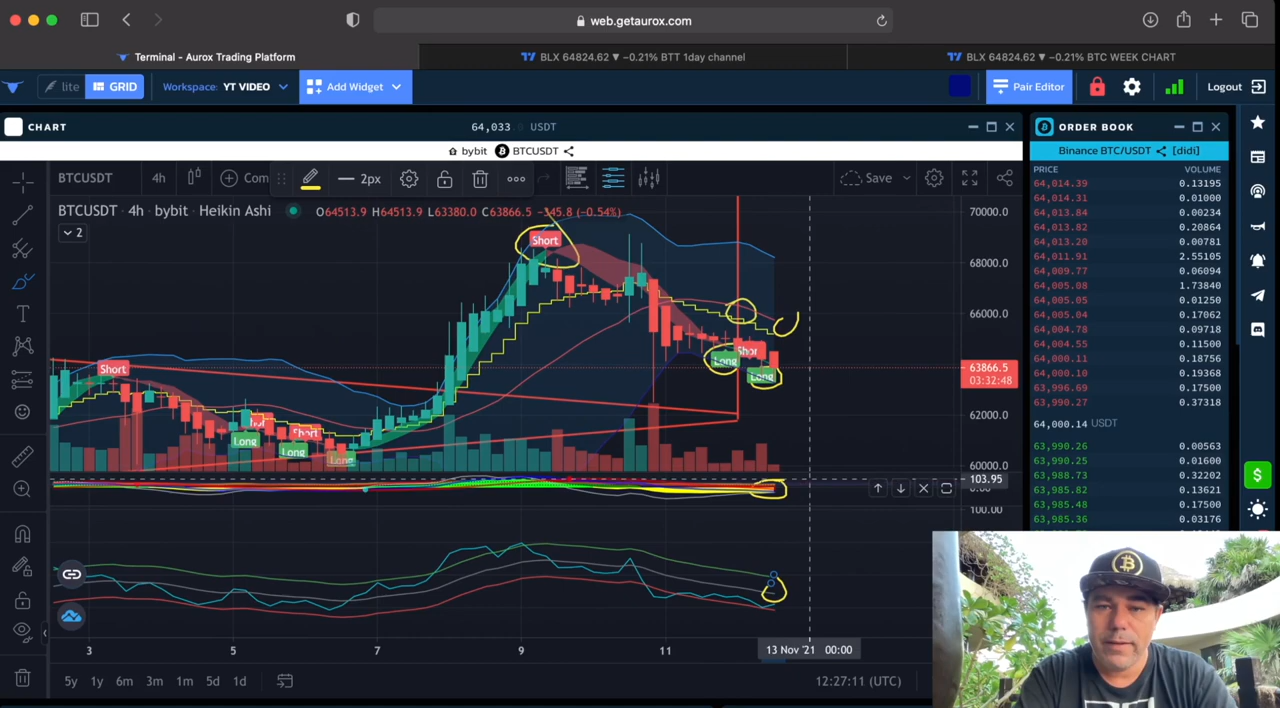 web.getaurox.com
Terminal - Aurox Trading Platform
BLX 64824.62 ▼ −0.21% BTT 1day channel
BLX 64824.62 ▼ −0.21% BTC WEEK CHART
lite GRID Workspace: YT VIDEO Add Widget Pair Editor Logout
CHART 64,033 USDT
bybit BTCUSDT
ORDER BOOK
Binance BTC/USDT [didi]
PRICE VOLUME
64,014.39 0.13195
64,014.31 0.01000
64,013.84 0.00234
64,013.82 0.20864
64,013.20 0.00781
64,011.91 2.55105
64,009.77 0.06094
64,005.08 1.73840
64,005.05 0.01250
64,005.04 0.17062
64,004.78 0.09718
64,004.55 0.11500
64,000.11 0.18756
64,000.10 0.19368
63,996.69 0.17500
63,990.27 0.37318
64,000.14 USDT
63,990.26 0.00563
63,990.25 0.01600
63,988.73 0.32202
63,985.82 0.13621
63,985.48 0.17500
63,985.36 0.03176
BTCUSDT 4h Com 2px Save
BTCUSDT · 4h · bybit · Heikin Ashi O64513.9 H64513.9 L63380.0 C63866.5 −345.8 (−0.54%)
2
70000.0
68000.0
66000.0
63866.5
03:32:48
62000.0
60000.0
103.95
100.00
Short
Short
Long
Long
Long
Long
Long
Long
3 5 7 9 11 13 Nov '21 00:00
5y 1y 6m 3m 1m 5d 1d 12:27:11 (UTC)